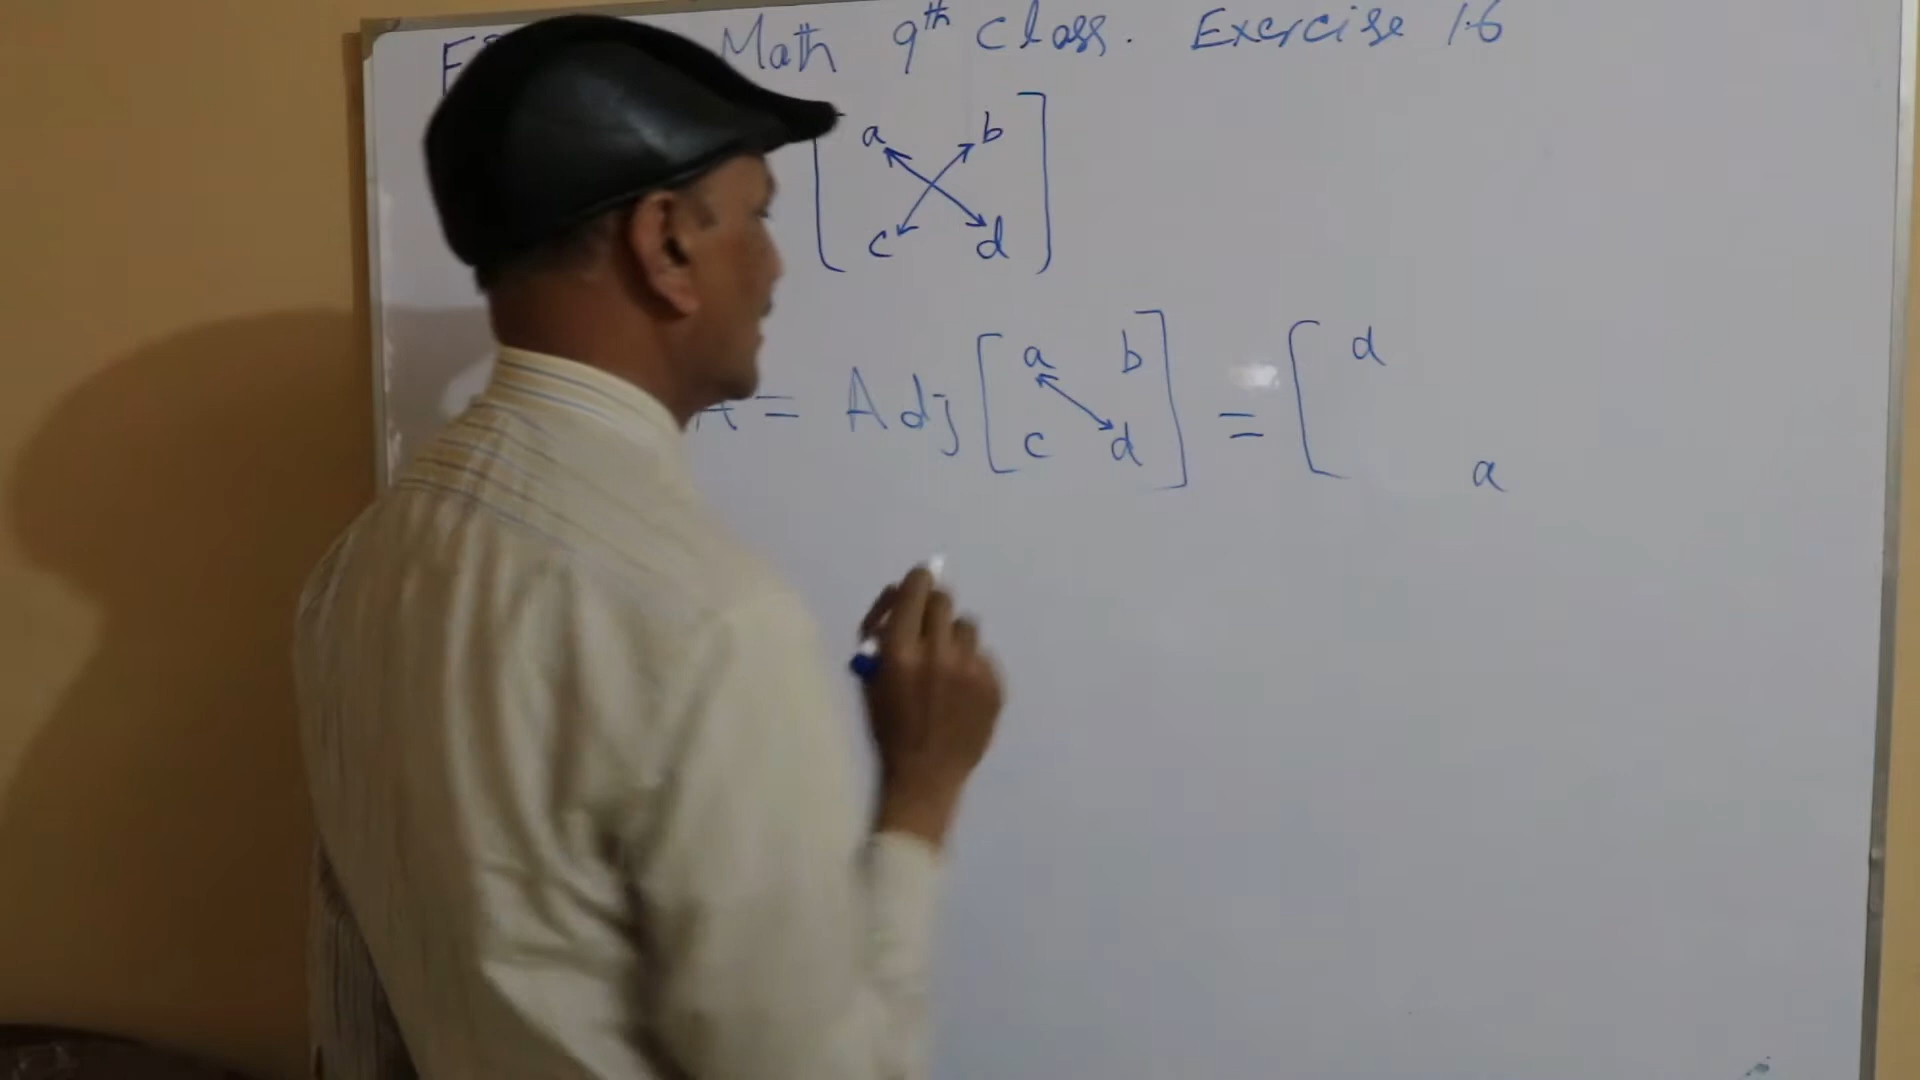 Math 9th class. Exercise 1.6
[ a b ]
c d
A = Adj [ a b ] = [ d
c d a